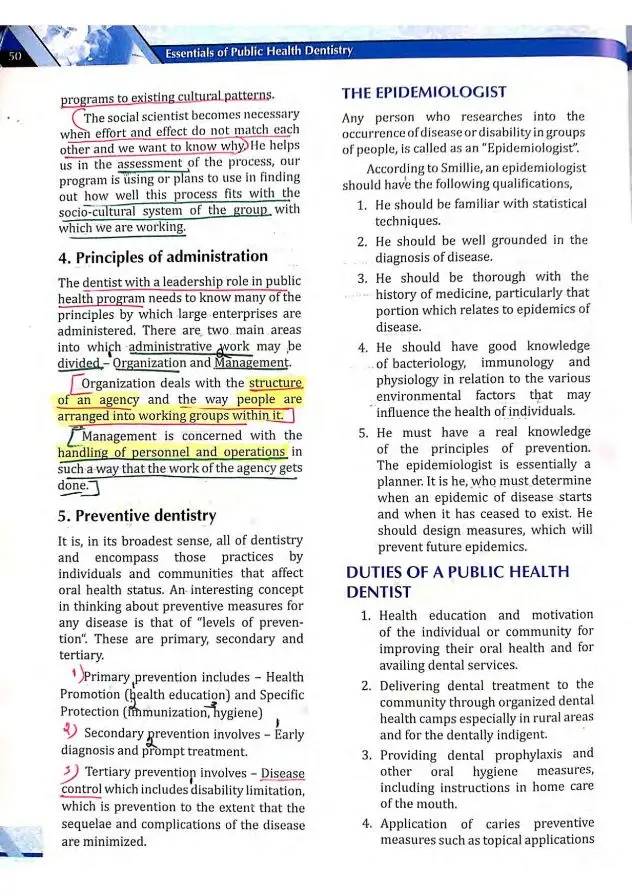 50
Essentials of Public Health Dentistry
programs to existing cultural patterns.
The social scientist becomes necessary
when effort and effect do not match each
other and we want to know why. He helps
us in the assessment of the process, our
program is using or plans to use in finding
out how well this process fits with the
socio-cultural system of the group with
which we are working.
4. Principles of administration
The dentist with a leadership role in public
health program needs to know many of the
principles by which large enterprises are
administered. There are two main areas
into which administrative work may be
divided – Organization and Management.
Organization deals with the structure
of an agency and the way people are
arranged into working groups within it.
Management is concerned with the
handling of personnel and operations in
such a way that the work of the agency gets
done.
5. Preventive dentistry
It is, in its broadest sense, all of dentistry
and encompass those practices by
individuals and communities that affect
oral health status. An interesting concept
in thinking about preventive measures for
any disease is that of "levels of preven-
tion". These are primary, secondary and
tertiary.
1) Primary prevention includes – Health
Promotion (health education) and Specific
Protection (immunization, hygiene)
2) Secondary prevention involves – Early
diagnosis and prompt treatment.
3) Tertiary prevention involves – Disease
control which includes disability limitation,
which is prevention to the extent that the
sequelae and complications of the disease
are minimized.
THE EPIDEMIOLOGIST
Any person who researches into the
occurrence of disease or disability in groups
of people, is called as an "Epidemiologist".
According to Smillie, an epidemiologist
should have the following qualifications,
1. He should be familiar with statistical
techniques.
2. He should be well grounded in the
diagnosis of disease.
3. He should be thorough with the
history of medicine, particularly that
portion which relates to epidemics of
disease.
4. He should have good knowledge
of bacteriology, immunology and
physiology in relation to the various
environmental factors that may
influence the health of individuals.
5. He must have a real knowledge
of the principles of prevention.
The epidemiologist is essentially a
planner. It is he, who must determine
when an epidemic of disease starts
and when it has ceased to exist. He
should design measures, which will
prevent future epidemics.
DUTIES OF A PUBLIC HEALTH
DENTIST
1. Health education and motivation
of the individual or community for
improving their oral health and for
availing dental services.
2. Delivering dental treatment to the
community through organized dental
health camps especially in rural areas
and for the dentally indigent.
3. Providing dental prophylaxis and
other oral hygiene measures,
including instructions in home care
of the mouth.
4. Application of caries preventive
measures such as topical applications